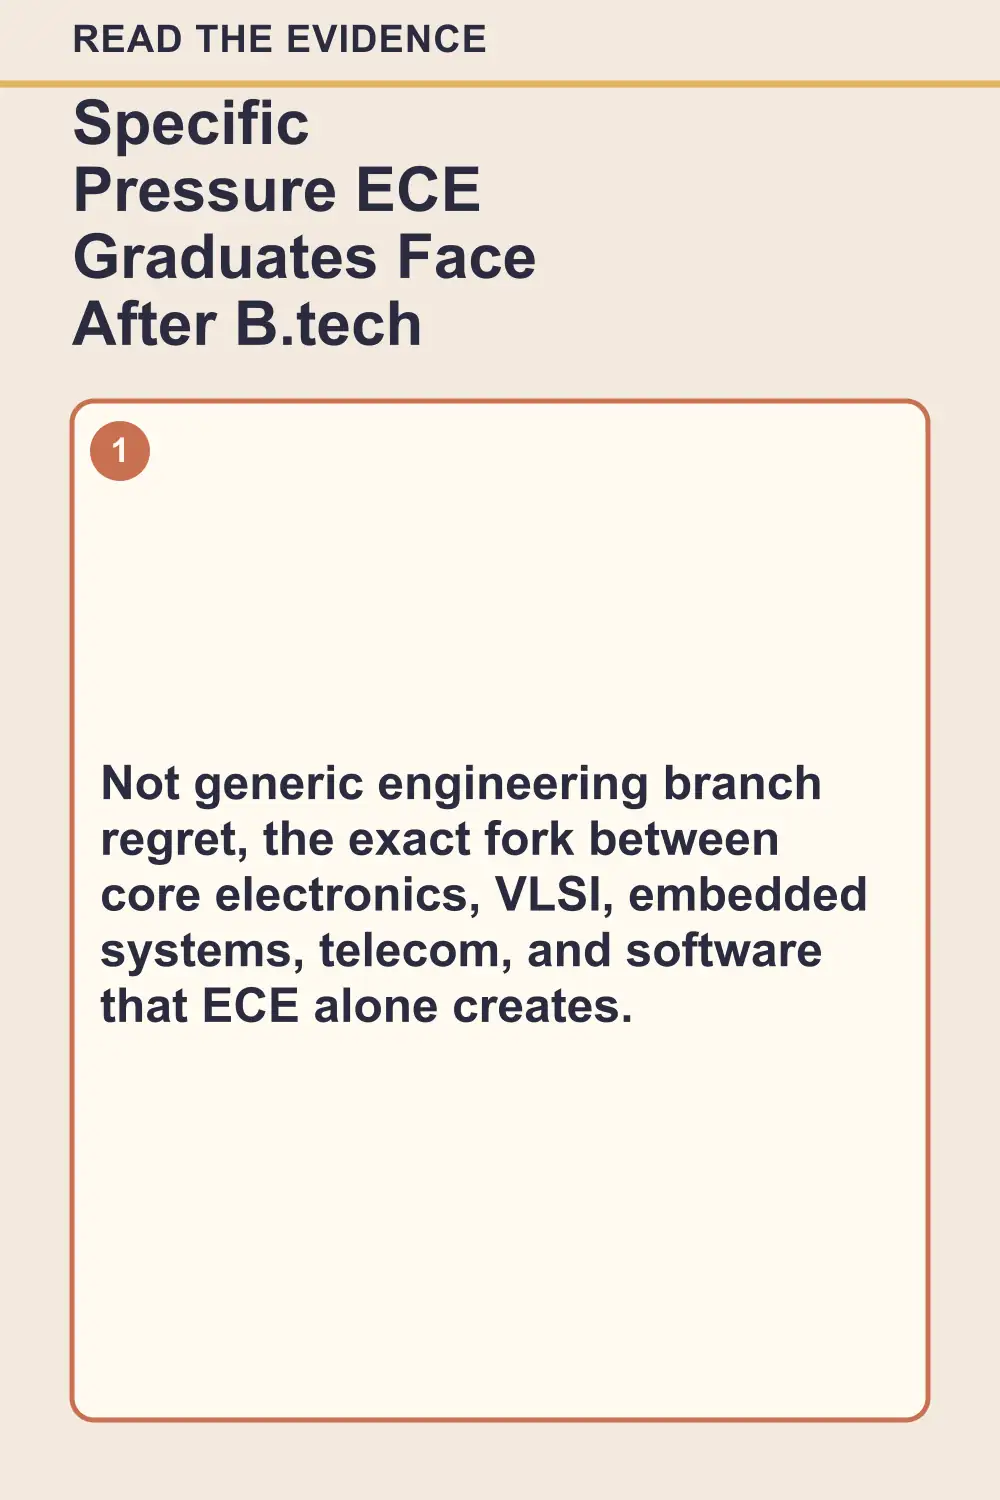 READ THE EVIDENCE
Specific
Pressure ECE
Graduates Face
After B.tech
1
Not generic engineering branch
regret, the exact fork between
core electronics, VLSI, embedded
systems, telecom, and software
that ECE alone creates.